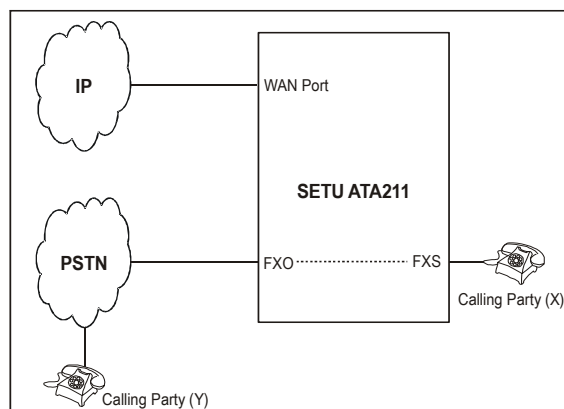 IP
WAN Port
SETU ATA211
PSTN
FXO
FXS
Calling Party (X)
Calling Party (Y)